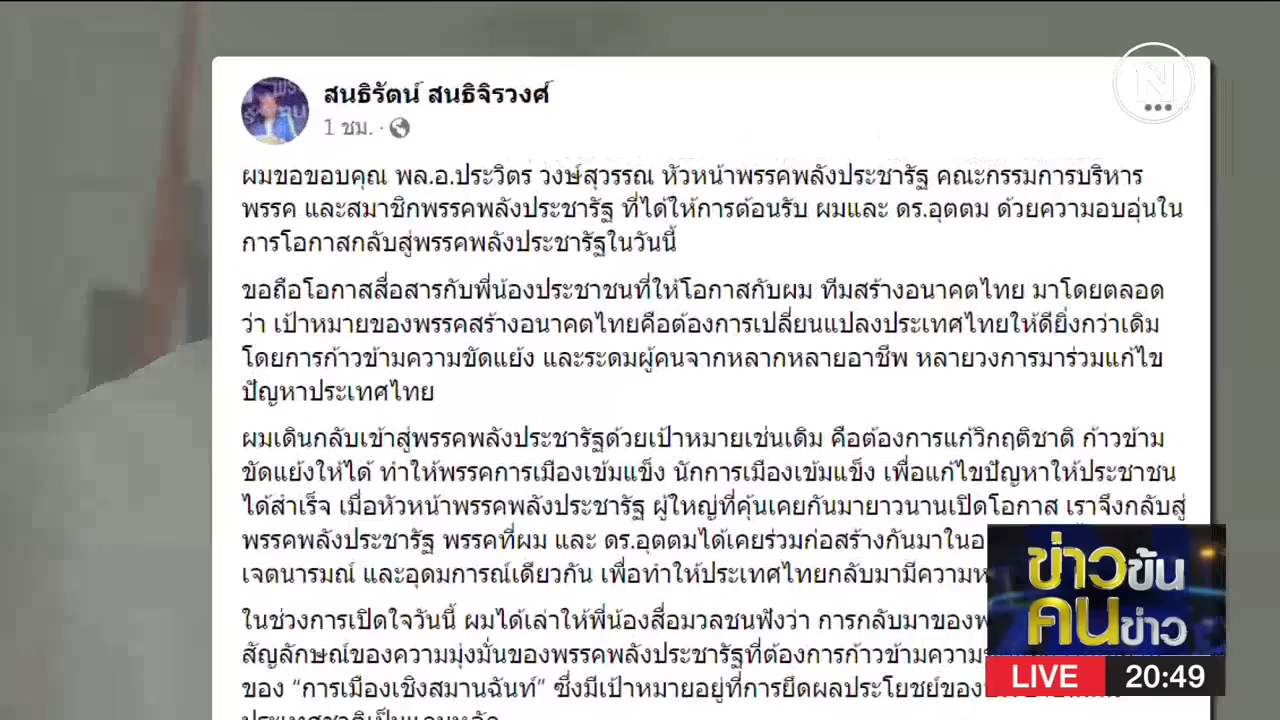 สนธิรัตน์ สนธิจิรวงศ์
1 ชม. ·
ผมขอขอบคุณ พล.อ.ประวิตร วงษ์สุวรรณ หัวหน้าพรรคพลังประชารัฐ คณะกรรมการบริหาร
พรรค และสมาชิกพรรคพลังประชารัฐ ที่ได้ให้การต้อนรับ ผมและ ดร.อุตตม ด้วยความอบอุ่นใน
การโอกาสกลับสู่พรรคพลังประชารัฐในวันนี้
ขอถือโอกาสสื่อสารกับพี่น้องประชาชนที่ให้โอกาสกับผม ทีมสร้างอนาคตไทย มาโดยตลอด
ว่า เป้าหมายของพรรคสร้างอนาคตไทยคือต้องการเปลี่ยนแปลงประเทศไทยให้ดียิ่งกว่าเดิม
โดยการก้าวข้ามความขัดแย้ง และระดมผู้คนจากหลากหลายอาชีพ หลายวงการมาร่วมแก้ไข
ปัญหาประเทศไทย
ผมเดินกลับเข้าสู่พรรคพลังประชารัฐด้วยเป้าหมายเช่นเดิม คือต้องการแก้วิกฤติชาติ ก้าวข้าม
ขัดแย้งให้ได้ ทำให้พรรคการเมืองเข้มแข็ง นักการเมืองเข้มแข็ง เพื่อแก้ไขปัญหาให้ประชาชน
ได้สำเร็จ เมื่อหัวหน้าพรรคพลังประชารัฐ ผู้ใหญ่ที่คุ้นเคยกันมายาวนานเปิดโอกาส เราจึงกลับสู่
พรรคพลังประชารัฐ พรรคที่ผม และ ดร.อุตตมได้เคยร่วมก่อสร้างกันมาในอ
เจตนารมณ์ และอุดมการณ์เดียวกัน เพื่อทำให้ประเทศไทยกลับมามีความห
ในช่วงการเปิดใจวันนี้ ผมได้เล่าให้พี่น้องสื่อมวลชนฟังว่า การกลับมาของพ
สัญลักษณ์ของความมุ่งมั่นของพรรคพลังประชารัฐที่ต้องการก้าวข้ามความ
ของ “การเมืองเชิงสมานฉันท์” ซึ่งมีเป้าหมายอยู่ที่การยึดผลประโยชน์ของ
ข่าวข้น
คนข่าว
LIVE 20:49